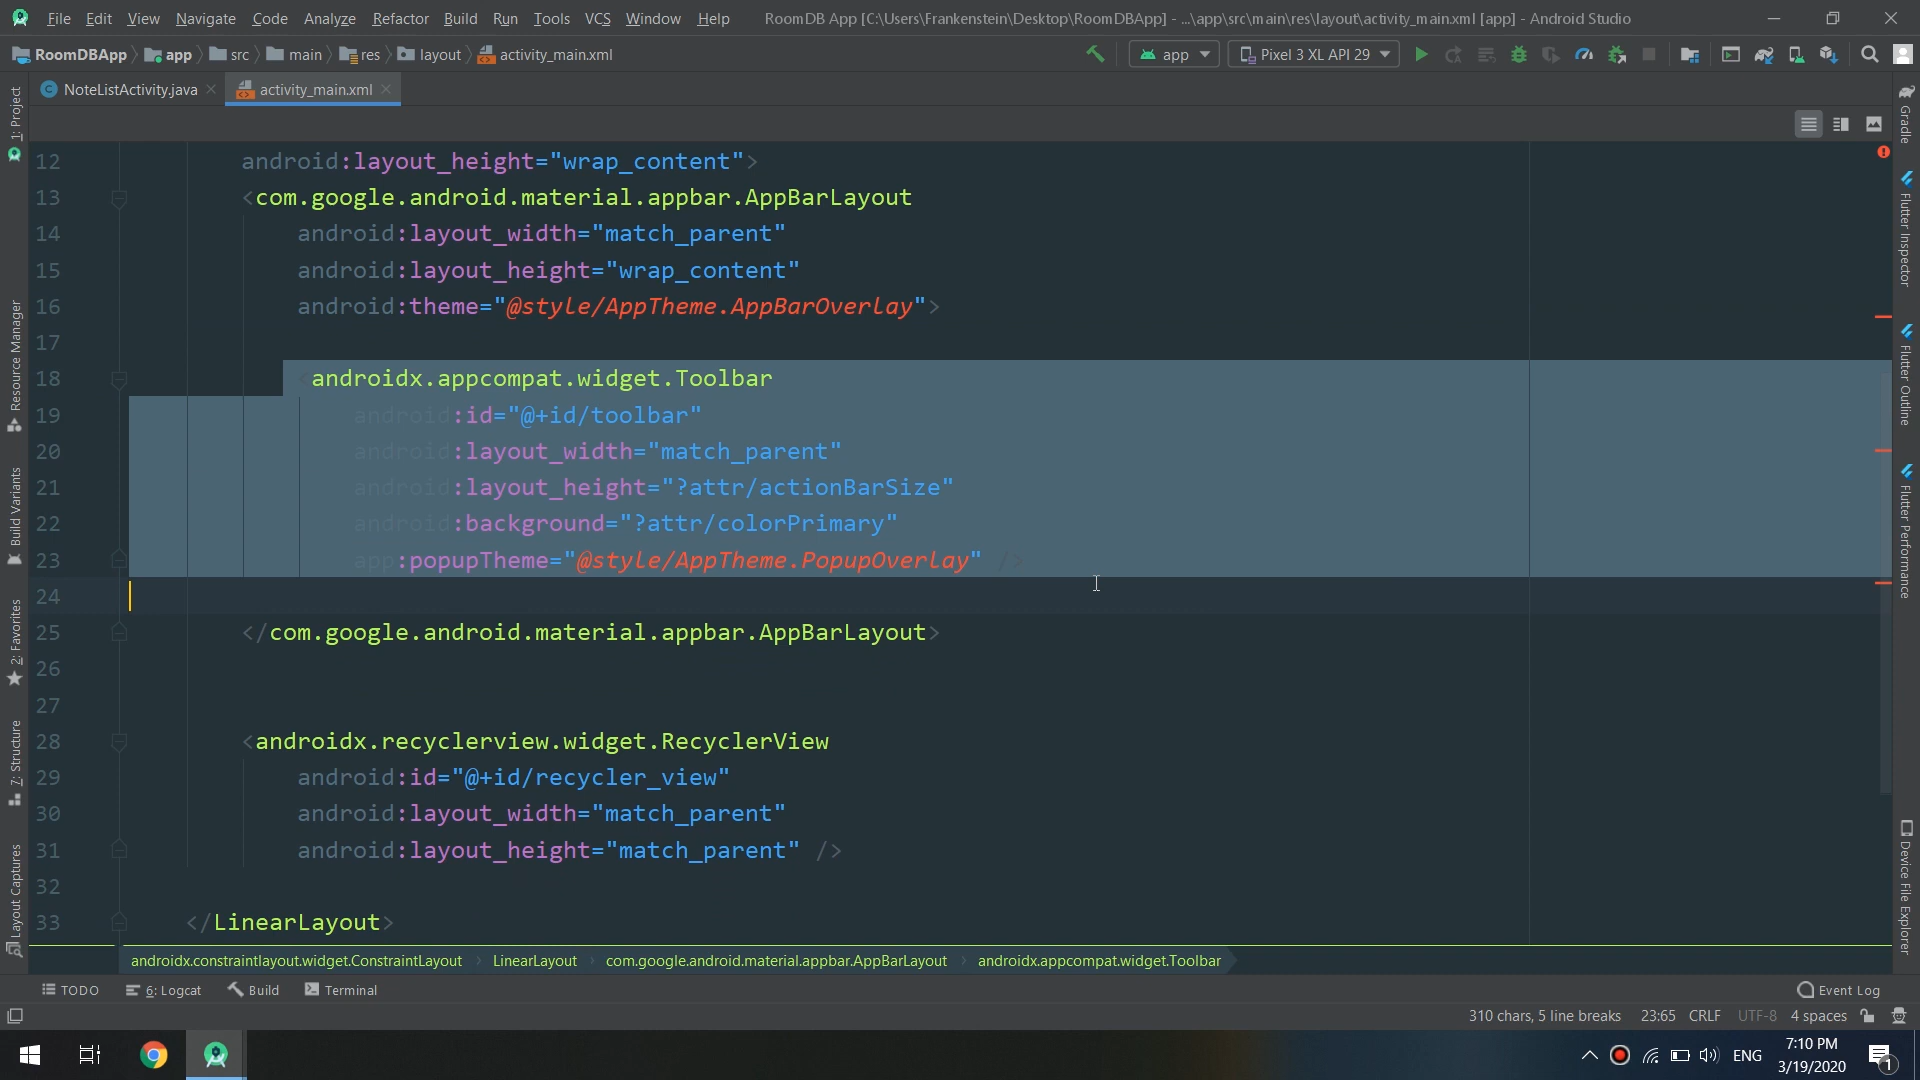 File Edit View Navigate Code Analyze Refactor Build Run Tools VCS Window Help RoomDB App [C:\Users\Frankenstein\Desktop\RoomDBApp] - ...\app\src\main\res\layout\activity_main.xml [app] - Android Studio
RoomDBApp app src main res layout activity_main.xml app Pixel 3 XL API 29
NoteListActivity.java activity_main.xml
12 android:layout_height="wrap_content">
13 <com.google.android.material.appbar.AppBarLayout
14 android:layout_width="match_parent"
15 android:layout_height="wrap_content"
16 android:theme="@style/AppTheme.AppBarOverlay">
17
18 <androidx.appcompat.widget.Toolbar
19 android:id="@+id/toolbar"
20 android:layout_width="match_parent"
21 android:layout_height="?attr/actionBarSize"
22 android:background="?attr/colorPrimary"
23 app:popupTheme="@style/AppTheme.PopupOverlay" />
24
25 </com.google.android.material.appbar.AppBarLayout>
26
27
28 <androidx.recyclerview.widget.RecyclerView
29 android:id="@+id/recycler_view"
30 android:layout_width="match_parent"
31 android:layout_height="match_parent" />
32
33 </LinearLayout>
1: Project
Resource Manager
Build Variants
2: Favorites
7: Structure
Layout Captures
Gradle
Flutter Inspector
Flutter Outline
Flutter Performance
Device File Explorer
androidx.constraintlayout.widget.ConstraintLayout LinearLayout com.google.android.material.appbar.AppBarLayout androidx.appcompat.widget.Toolbar
TODO 6: Logcat Build Terminal Event Log
310 chars, 5 line breaks 23:65 CRLF UTF-8 4 spaces
ENG
7:10 PM
3/19/2020
1